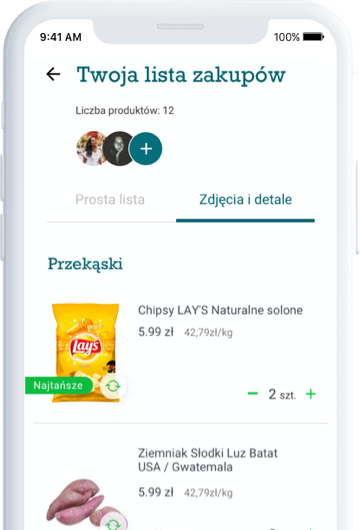 9:41 AM 100%
Twoja lista zakupów
Liczba produktów: 12
Prosta lista Zdjęcia i detale
Przekąski
Chipsy LAY'S Naturalne solone
5.99 zł 42,79zł/kg
Lay's
Najtańsze
2 szt.
Ziemniak Słodki Luz Batat
USA / Gwatemala
5.99 zł 42,79zł/kg